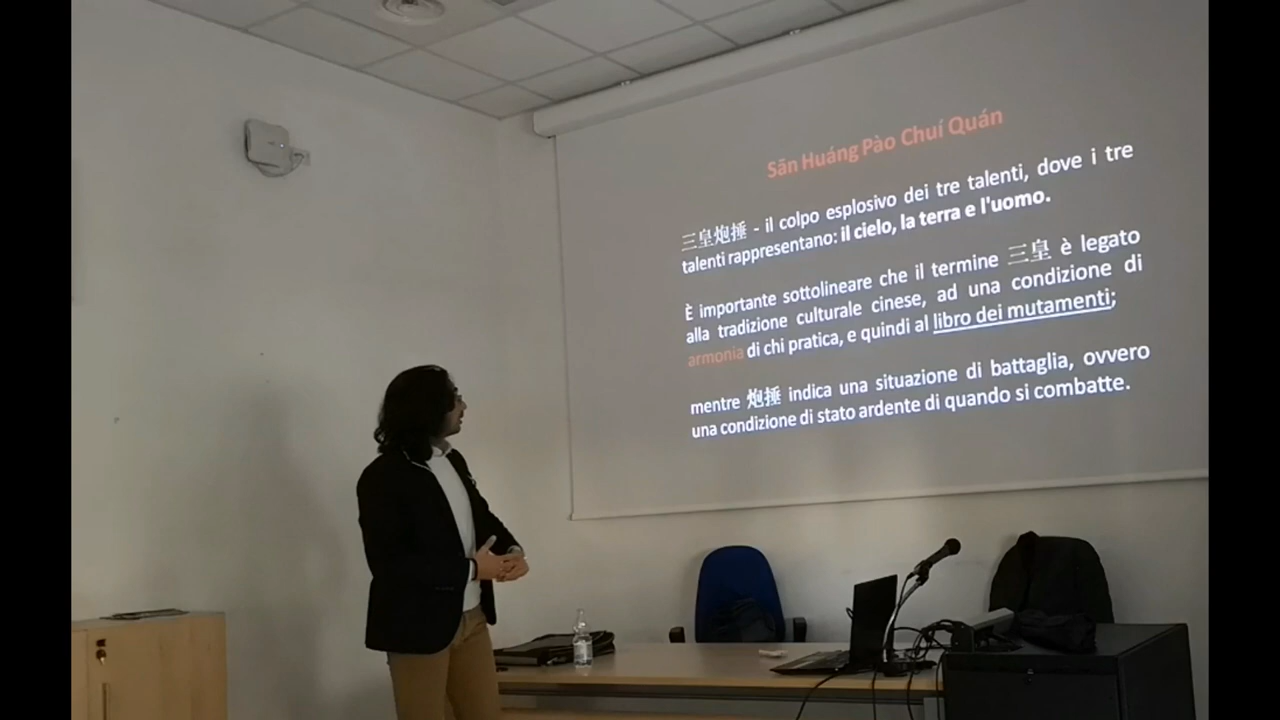 Sān Huáng Pào Chuí Quán
三皇炮捶 - il colpo esplosivo dei tre talenti, dove i tre
talenti rappresentano: il cielo, la terra e l'uomo.
È importante sottolineare che il termine 三皇 è legato
alla tradizione culturale cinese, ad una condizione di
armonia di chi pratica, e quindi al libro dei mutamenti;
mentre 炮捶 indica una situazione di battaglia, ovvero
una condizione di stato ardente di quando si combatte.